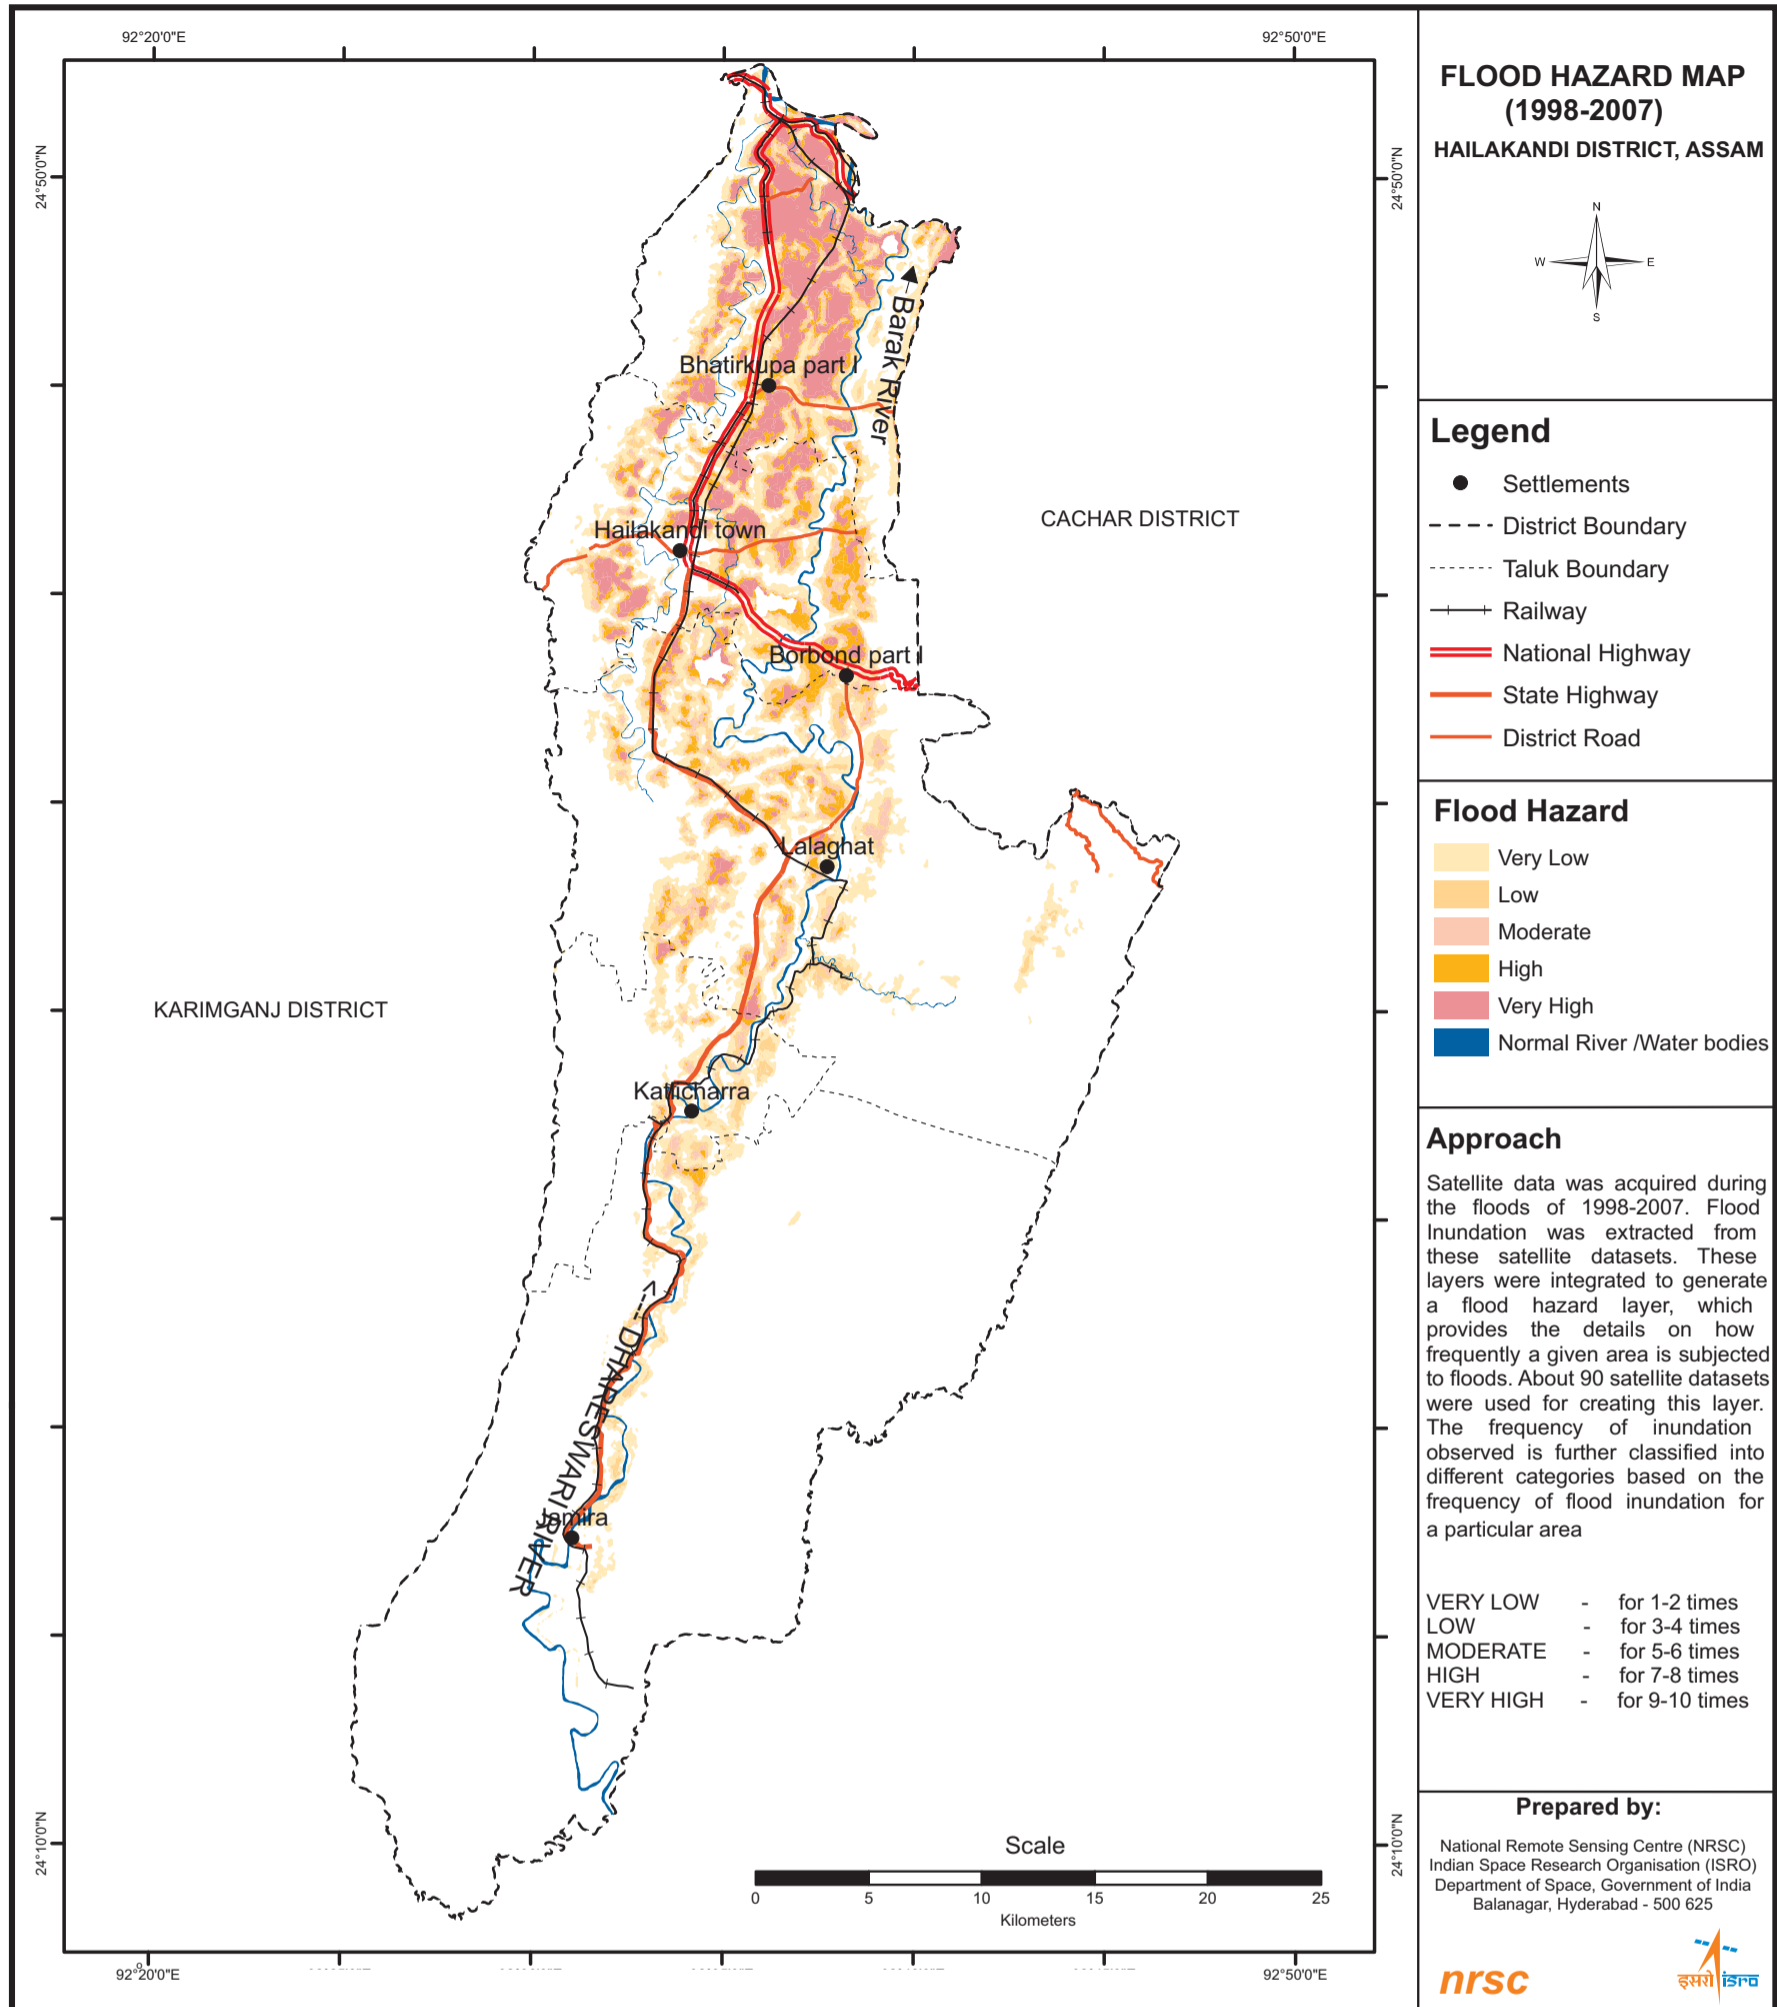 92°20'0"E
92°50'0"E
24°50'0"N
24°50'0"N
Bhatirkupa part I
Barak River
Hailakandi town
CACHAR DISTRICT
Borbond part I
Lalaghat
KARIMGANJ DISTRICT
Katlicharra
DHARESWARI RIVER
Jamira
24°10'0"N
24°10'0"N
Scale
0 5 10 15 20 25
Kilometers
92°20'0"E
92°50'0"E
FLOOD HAZARD MAP
(1998-2007)
HAILAKANDI DISTRICT, ASSAM
N
W E
S
Legend
Settlements
District Boundary
Taluk Boundary
Railway
National Highway
State Highway
District Road
Flood Hazard
Very Low
Low
Moderate
High
Very High
Normal River /Water bodies
Approach
Satellite data was acquired during
the floods of 1998-2007. Flood
Inundation was extracted from
these satellite datasets. These
layers were integrated to generate
a flood hazard layer, which
provides the details on how
frequently a given area is subjected
to floods. About 90 satellite datasets
were used for creating this layer.
The frequency of inundation
observed is further classified into
different categories based on the
frequency of flood inundation for
a particular area
VERY LOW - for 1-2 times
LOW - for 3-4 times
MODERATE - for 5-6 times
HIGH - for 7-8 times
VERY HIGH - for 9-10 times
Prepared by:
National Remote Sensing Centre (NRSC)
Indian Space Research Organisation (ISRO)
Department of Space, Government of India
Balanagar, Hyderabad - 500 625
nrsc
इसरो isro